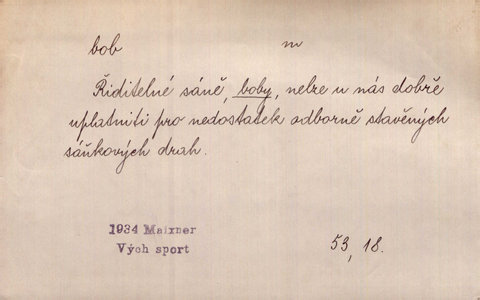 bob m
Řiditelné sáně, boby, nelze u nás dobře
uplatniti pro nedostatek odborně stavěných
sáňkových drah.
1934 Maixner
Vých sport
53, 18.